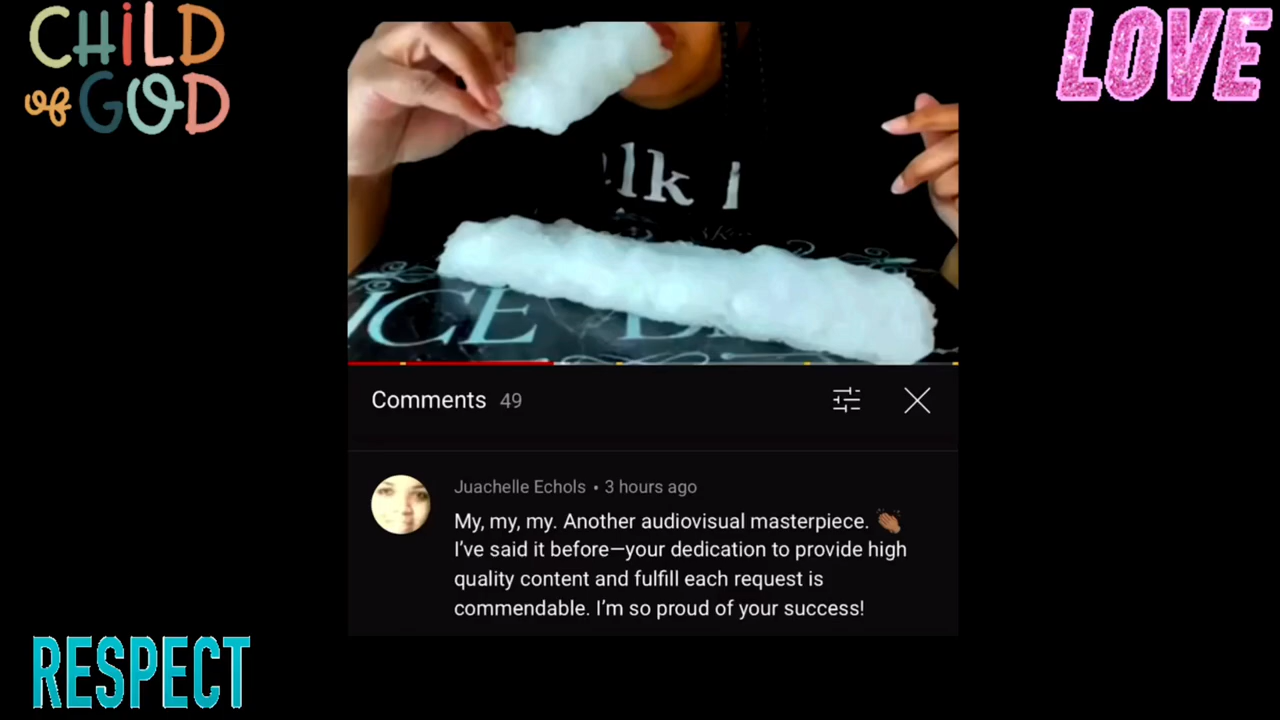 CHiLD
of GOD
LOVE
lk
ICE
Comments 49
Juachelle Echols • 3 hours ago
My, my, my. Another audiovisual masterpiece. 👏🏾
I've said it before—your dedication to provide high
quality content and fulfill each request is
commendable. I'm so proud of your success!
RESPECT